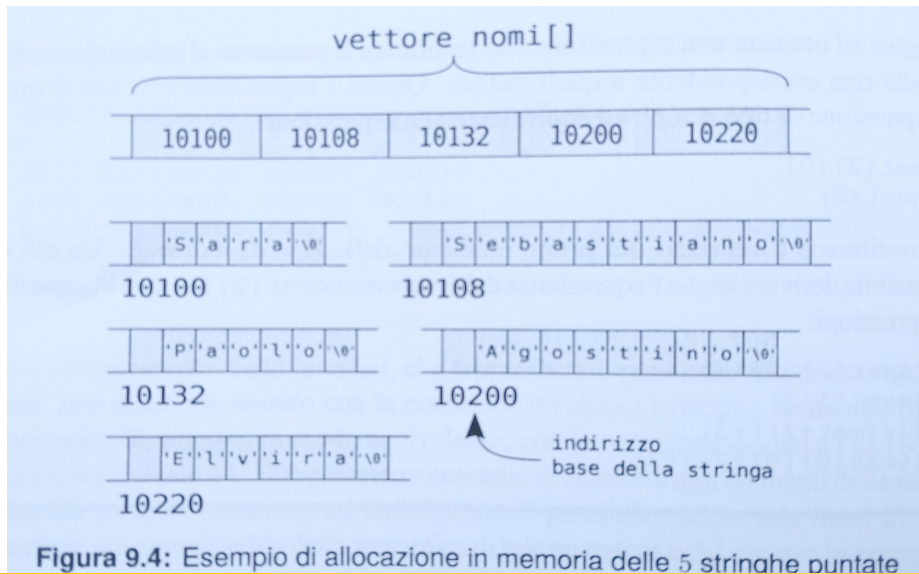 vettore nomi[]
10100 10108 10132 10200 10220
'S''a''r''a''\0' 'S''e''b''a''s''t''i''a''n''o''\0'
10100 10108
'P''a''o''l''o''\0' 'A''g''o''s''t''i''n''o''\0'
10132 10200
'E''l''v''i''r''a''\0' indirizzo
base della stringa
10220
Figura 9.4: Esempio di allocazione in memoria delle 5 stringhe puntate